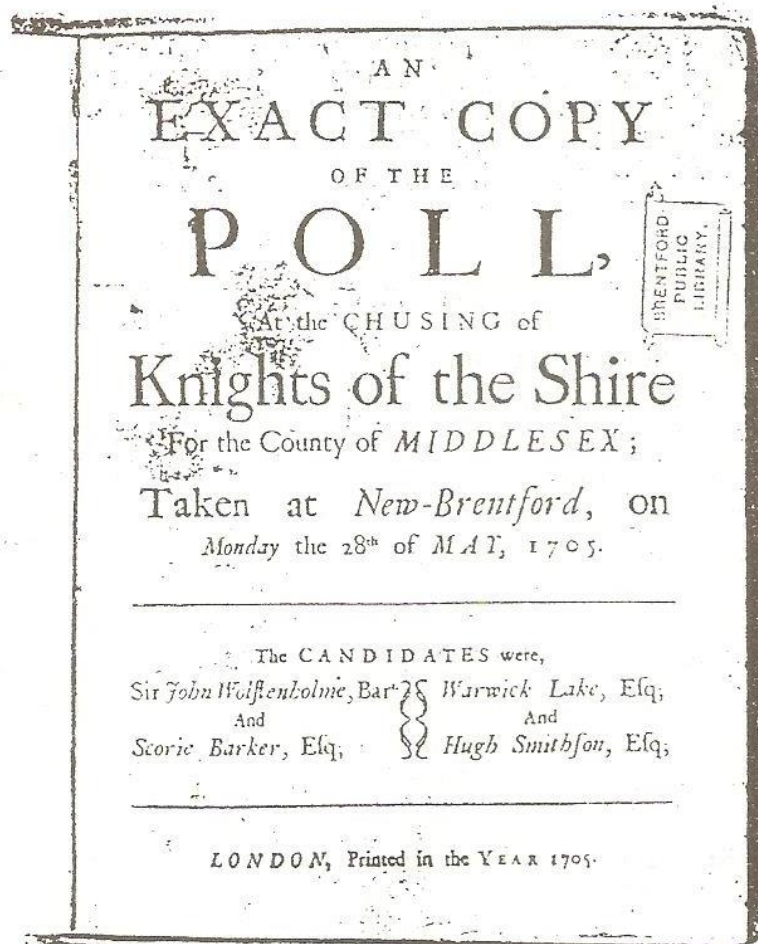 AN
EXACT COPY
OF THE
POLL,
At the CHUSING of
Knights of the Shire
For the County of MIDDLESEX;
Taken at New-Brentford, on
Monday the 28th of MAY, 1705.
BRENTFORD
PUBLIC
LIBRARY.
The CANDIDATES were,
Sir John Wolſtenholme, Bart. Warwick Lake, Eſq;
And And
Scorie Barker, Eſq; Hugh Smithſon, Eſq;
LONDON, Printed in the YEAR 1705.